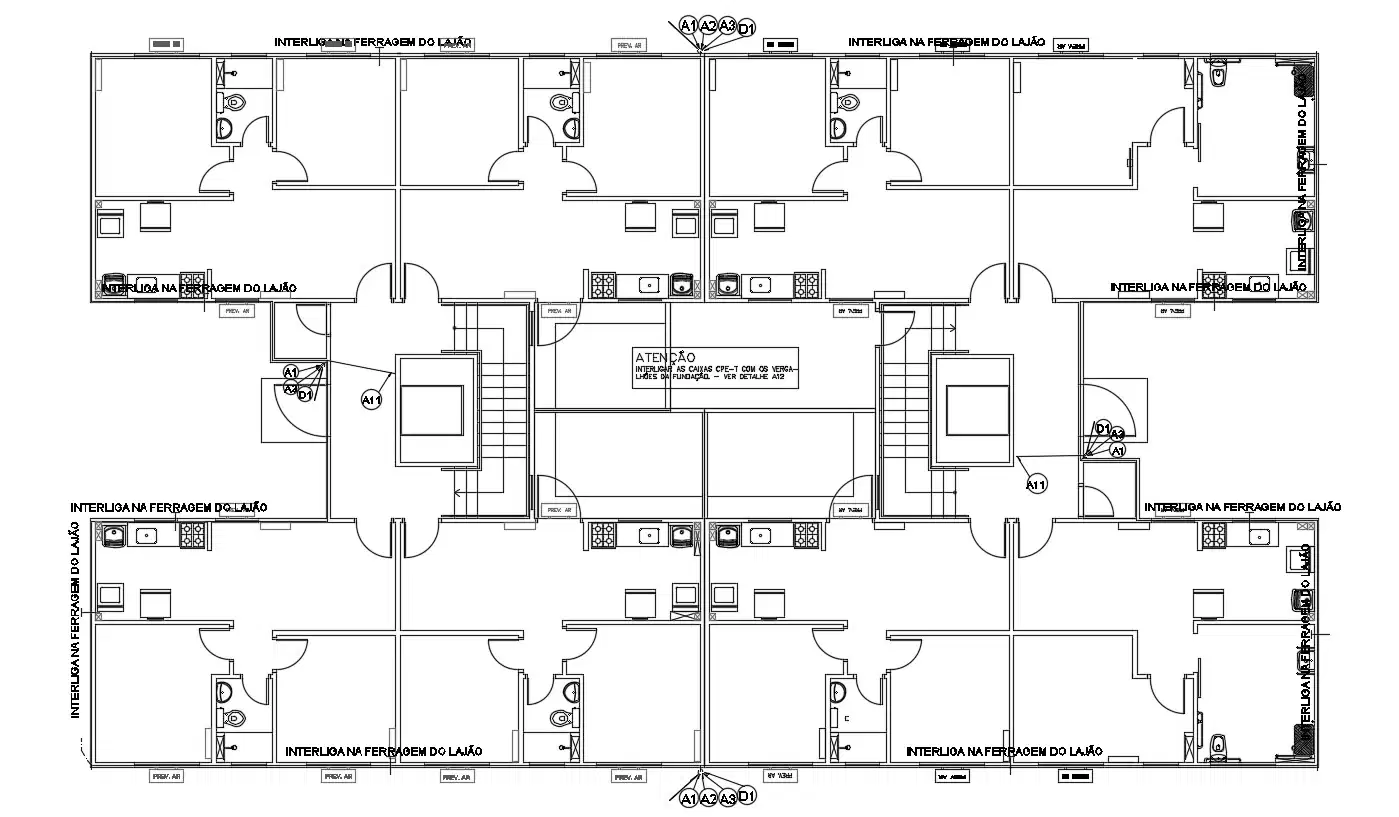 A1 A2 A3 D1
INTERLIGA NA FERRAGEM DO LAJÃO
PREV. AR
PREV. AR
INTERLIGA NA FERRAGEM DO LAJÃO
PREV. AR
INTERLIGA NA FERRAGEM DO LAJÃO
INTERLIGA NA FERRAGEM DO LAJÃO
INTERLIGA NA FERRAGEM DO LAJÃO
PREV. AR
PREV. AR
PREV. AR
PREV. AR
ATENÇÃO
INTERLIGAR AS CAIXAS CPE-T COM OS VERGA-
LHÕES DA FUNDAÇÃO. - VER DETALHE A12
A1
A3
D1
A11
D1
A3
A1
A11
INTERLIGA NA FERRAGEM DO LAJÃO
PREV. AR
PREV. AR
INTERLIGA NA FERRAGEM DO LAJÃO
INTERLIGA NA FERRAGEM DO LAJÃO
INTERLIGA NA FERRAGEM DO LAJÃO
INTERLIGA NA FERRAGEM DO LAJÃO
INTERLIGA NA FERRAGEM DO LAJÃO
PREV. AR
PREV. AR
PREV. AR
PREV. AR
PREV. AR
PREV. AR
A1 A2 A3 D1